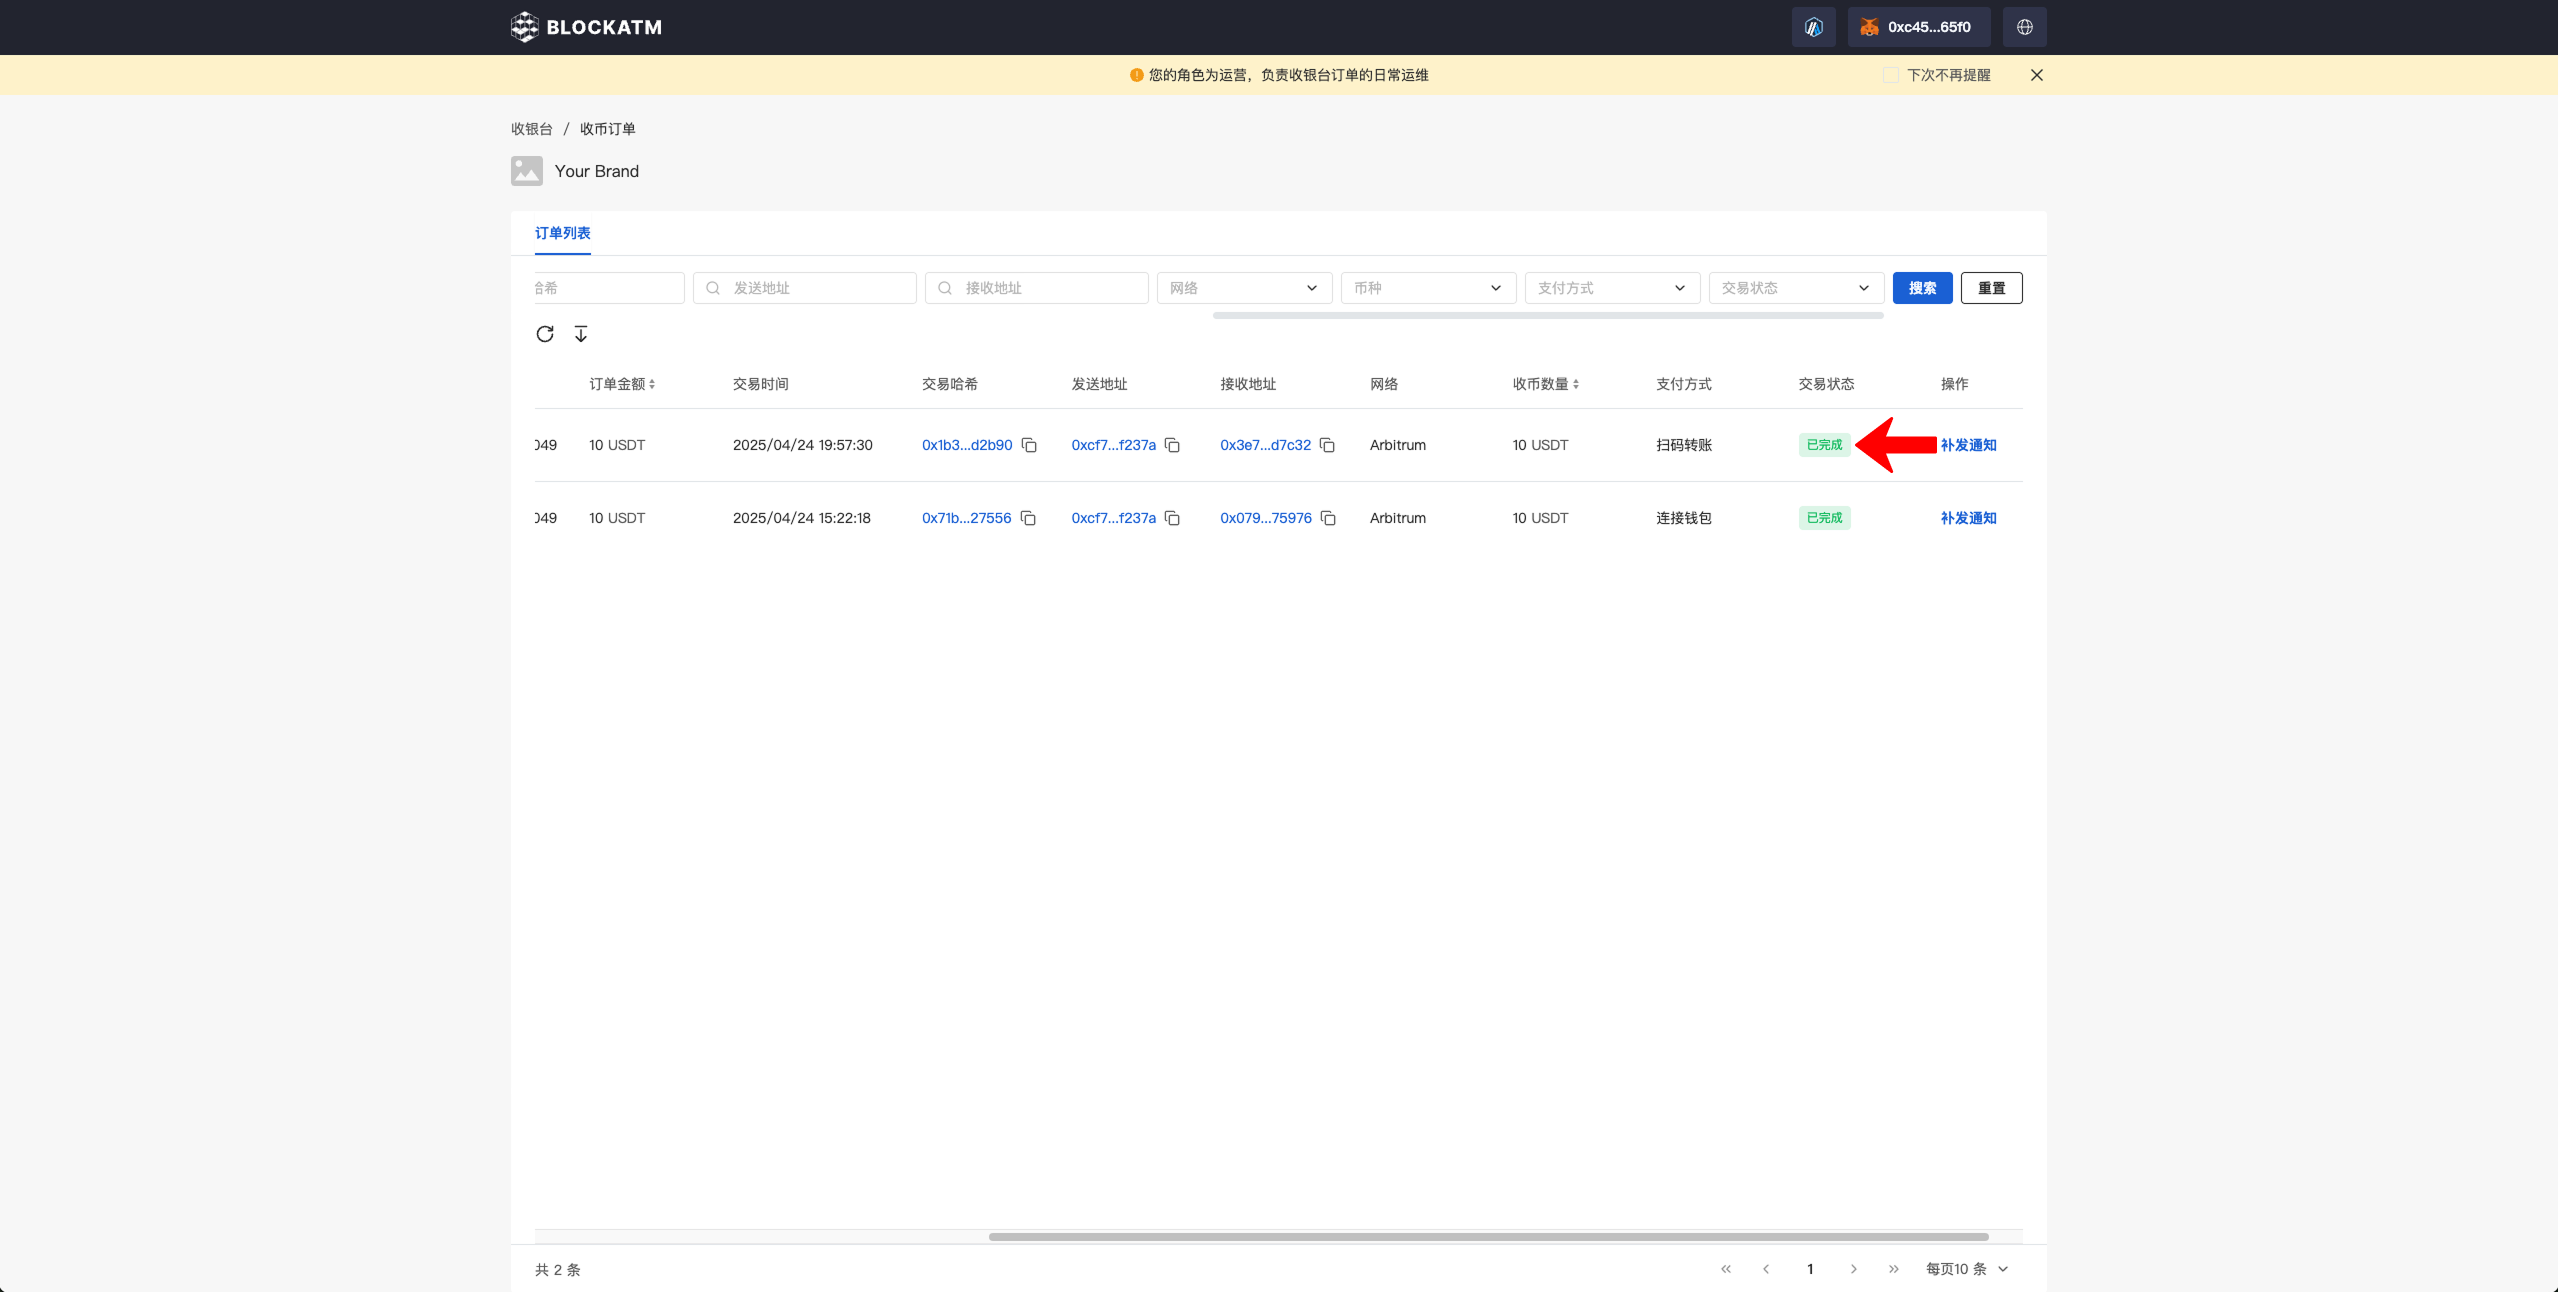 BLOCKATM
0xc45...65f0
您的角色为运营，负责收银台订单的日常运维
下次不再提醒
收银台 / 收币订单
Your Brand
订单列表
哈希 发送地址 接收地址 网络 币种 支付方式 交易状态 搜索 重置
订单金额 交易时间 交易哈希 发送地址 接收地址 网络 收币数量 支付方式 交易状态 操作
049 10 USDT 2025/04/24 19:57:30 0x1b3...d2b90 0xcf7...f237a 0x3e7...d7c32 Arbitrum 10 USDT 扫码转账 已完成 补发通知
049 10 USDT 2025/04/24 15:22:18 0x71b...27556 0xcf7...f237a 0x079...75976 Arbitrum 10 USDT 连接钱包 已完成 补发通知
共 2 条
1
每页10 条